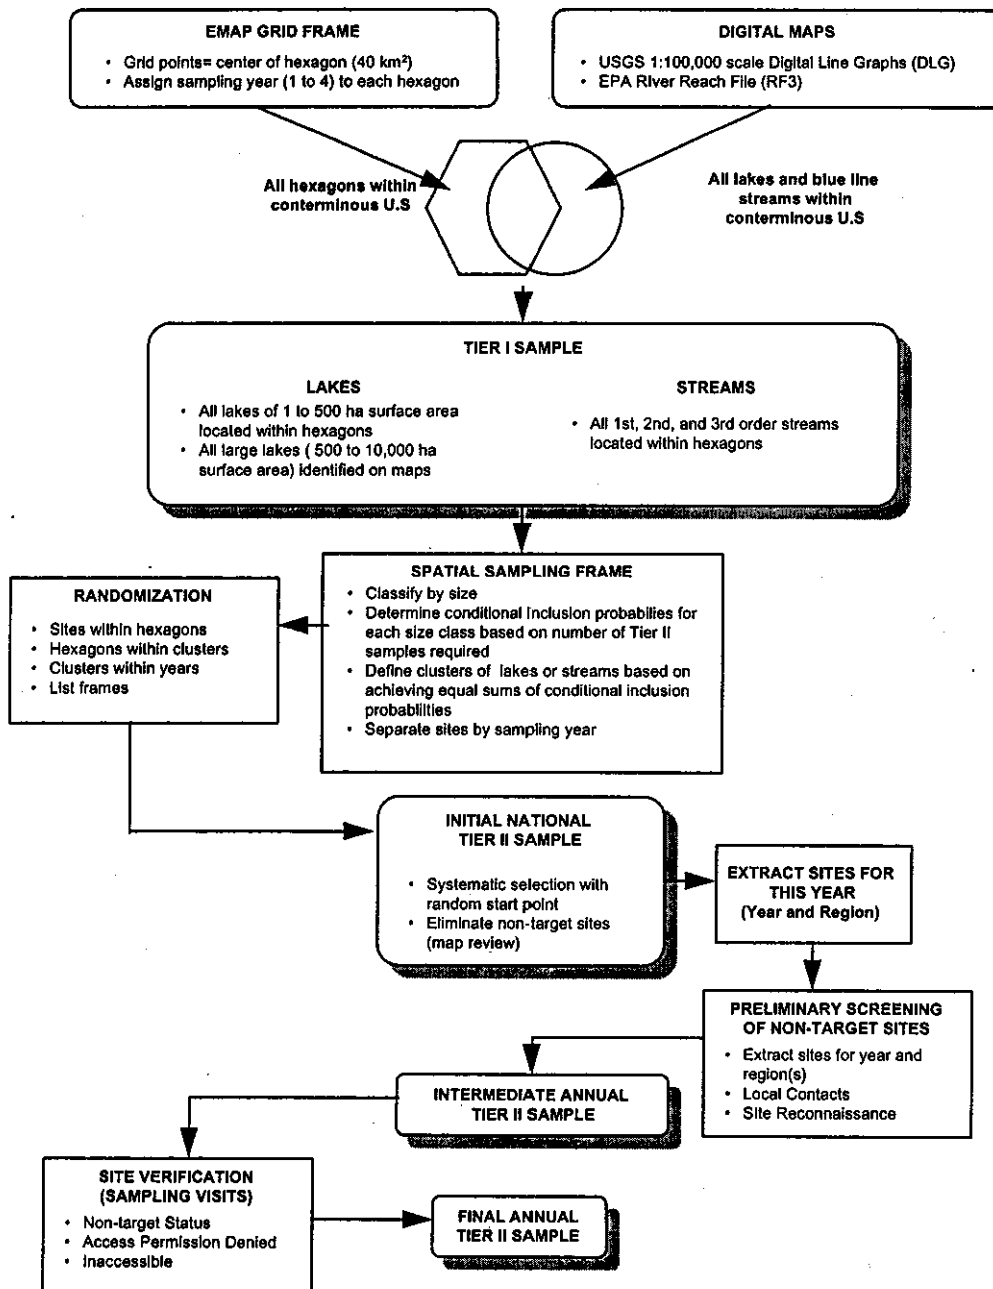 EMAP GRID FRAME
• Grid points= center of hexagon (40 km²)
• Assign sampling year (1 to 4) to each hexagon
DIGITAL MAPS
• USGS 1:100,000 scale Digital Line Graphs (DLG)
• EPA River Reach File (RF3)
All hexagons within
conterminous U.S
All lakes and blue line
streams within
conterminous U.S
TIER I SAMPLE
LAKES
• All lakes of 1 to 500 ha surface area
located within hexagons
• All large lakes ( 500 to 10,000 ha
surface area) identified on maps
STREAMS
• All 1st, 2nd, and 3rd order streams
located within hexagons
SPATIAL SAMPLING FRAME
• Classify by size
• Determine conditional inclusion probabilies for
each size class based on number of Tier II
samples required
• Define clusters of lakes or streams based on
achieving equal sums of conditional inclusion
probabilities
• Separate sites by sampling year
RANDOMIZATION
• Sites within hexagons
• Hexagons within clusters
• Clusters within years
• List frames
INITIAL NATIONAL
TIER II SAMPLE
• Systematic selection with
random start point
• Eliminate non-target sites
(map review)
EXTRACT SITES FOR
THIS YEAR
(Year and Region)
PRELIMINARY SCREENING
OF NON-TARGET SITES
• Extract sites for year and
region(s)
• Local Contacts
• Site Reconnaissance
INTERMEDIATE ANNUAL
TIER II SAMPLE
SITE VERIFICATION
(SAMPLING VISITS)
• Non-target Status
• Access Permission Denied
• Inaccessible
FINAL ANNUAL
TIER II SAMPLE